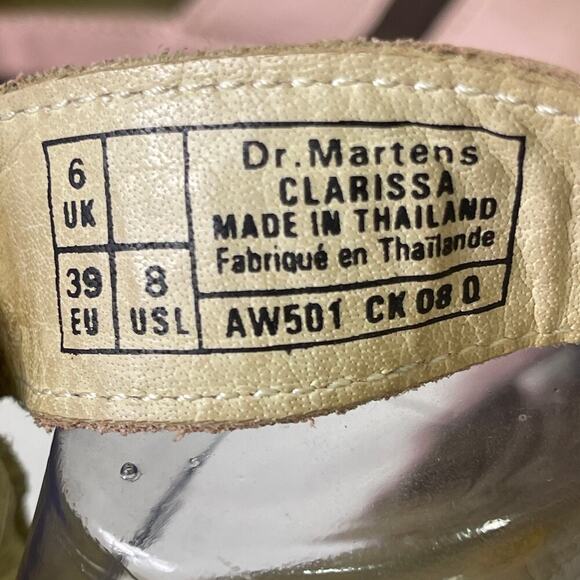 6
UK
39
EU
8
USL
Dr.Martens
CLARISSA
MADE IN THAILAND
Fabriqué en Thaïlande
AW501 CK 08 Q